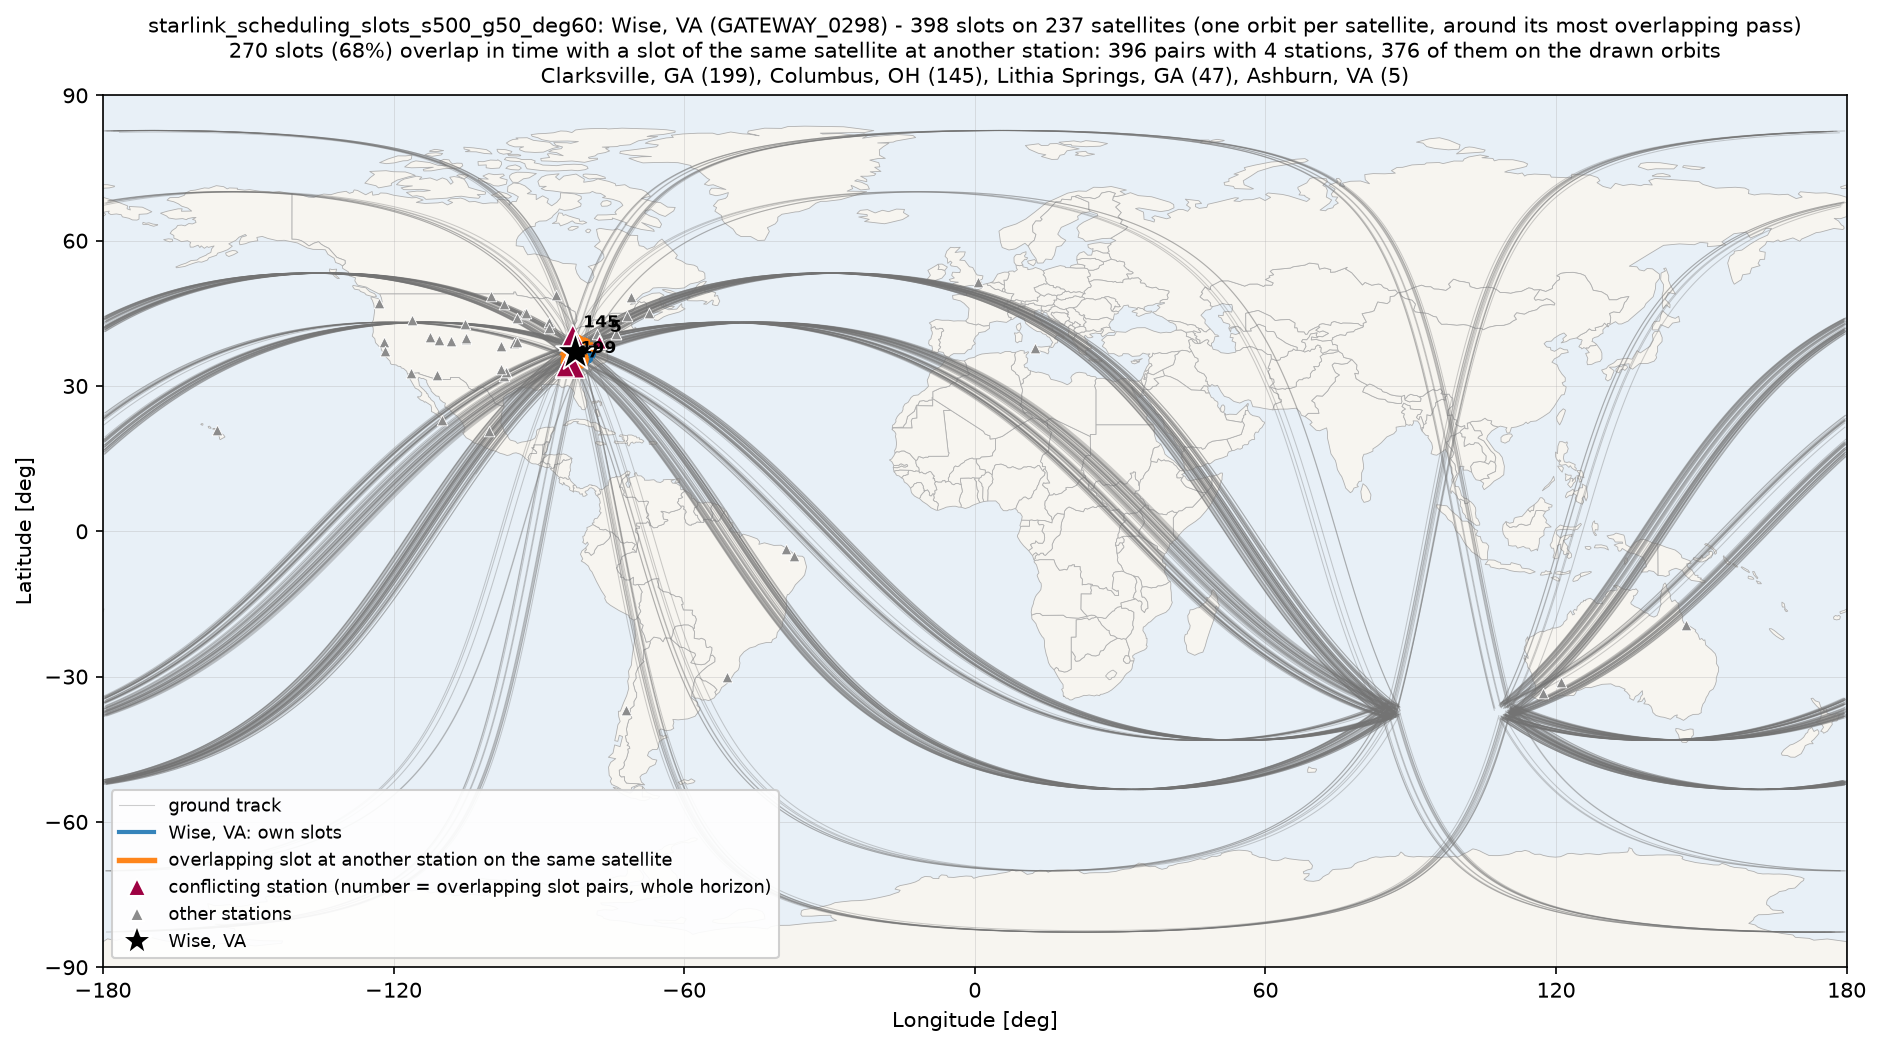 starlink_scheduling_slots_s500_g50_deg60: Wise, VA (GATEWAY_0298) - 398 slots on 237 satellites (one orbit per satellite, around its most overlapping pass)
270 slots (68%) overlap in time with a slot of the same satellite at another station: 396 pairs with 4 stations, 376 of them on the drawn orbits
Clarksville, GA (199), Columbus, OH (145), Lithia Springs, GA (47), Ashburn, VA (5)
90
60
30
0
−30
−60
−90
Latitude [deg]
145
5
199
ground track
Wise, VA: own slots
overlapping slot at another station on the same satellite
conflicting station (number = overlapping slot pairs, whole horizon)
other stations
Wise, VA
−180
−120
−60
0
60
120
180
Longitude [deg]